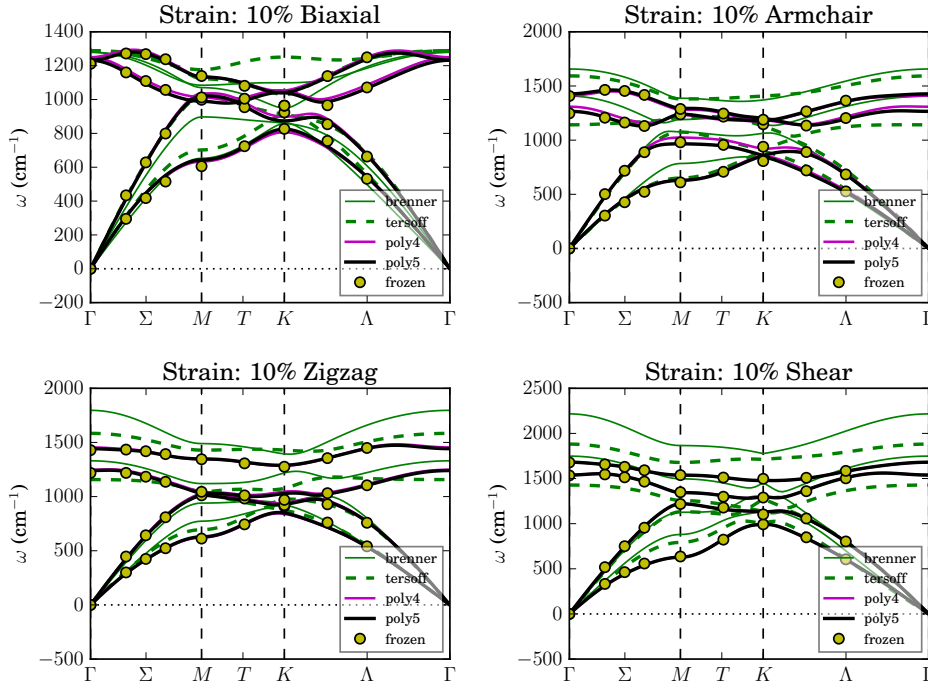 Strain: 10% Biaxial
1400
1200
1000
800
600
400
200
0
−200
ω (cm⁻¹)
Γ Σ M T K Λ Γ
brenner
tersoff
poly4
poly5
frozen
Strain: 10% Armchair
2000
1500
1000
500
0
−500
ω (cm⁻¹)
Γ Σ M T K Λ Γ
brenner
tersoff
poly4
poly5
frozen
Strain: 10% Zigzag
2000
1500
1000
500
0
−500
ω (cm⁻¹)
Γ Σ M T K Λ Γ
brenner
tersoff
poly4
poly5
frozen
Strain: 10% Shear
2500
2000
1500
1000
500
0
−500
ω (cm⁻¹)
Γ Σ M T K Λ Γ
brenner
tersoff
poly4
poly5
frozen